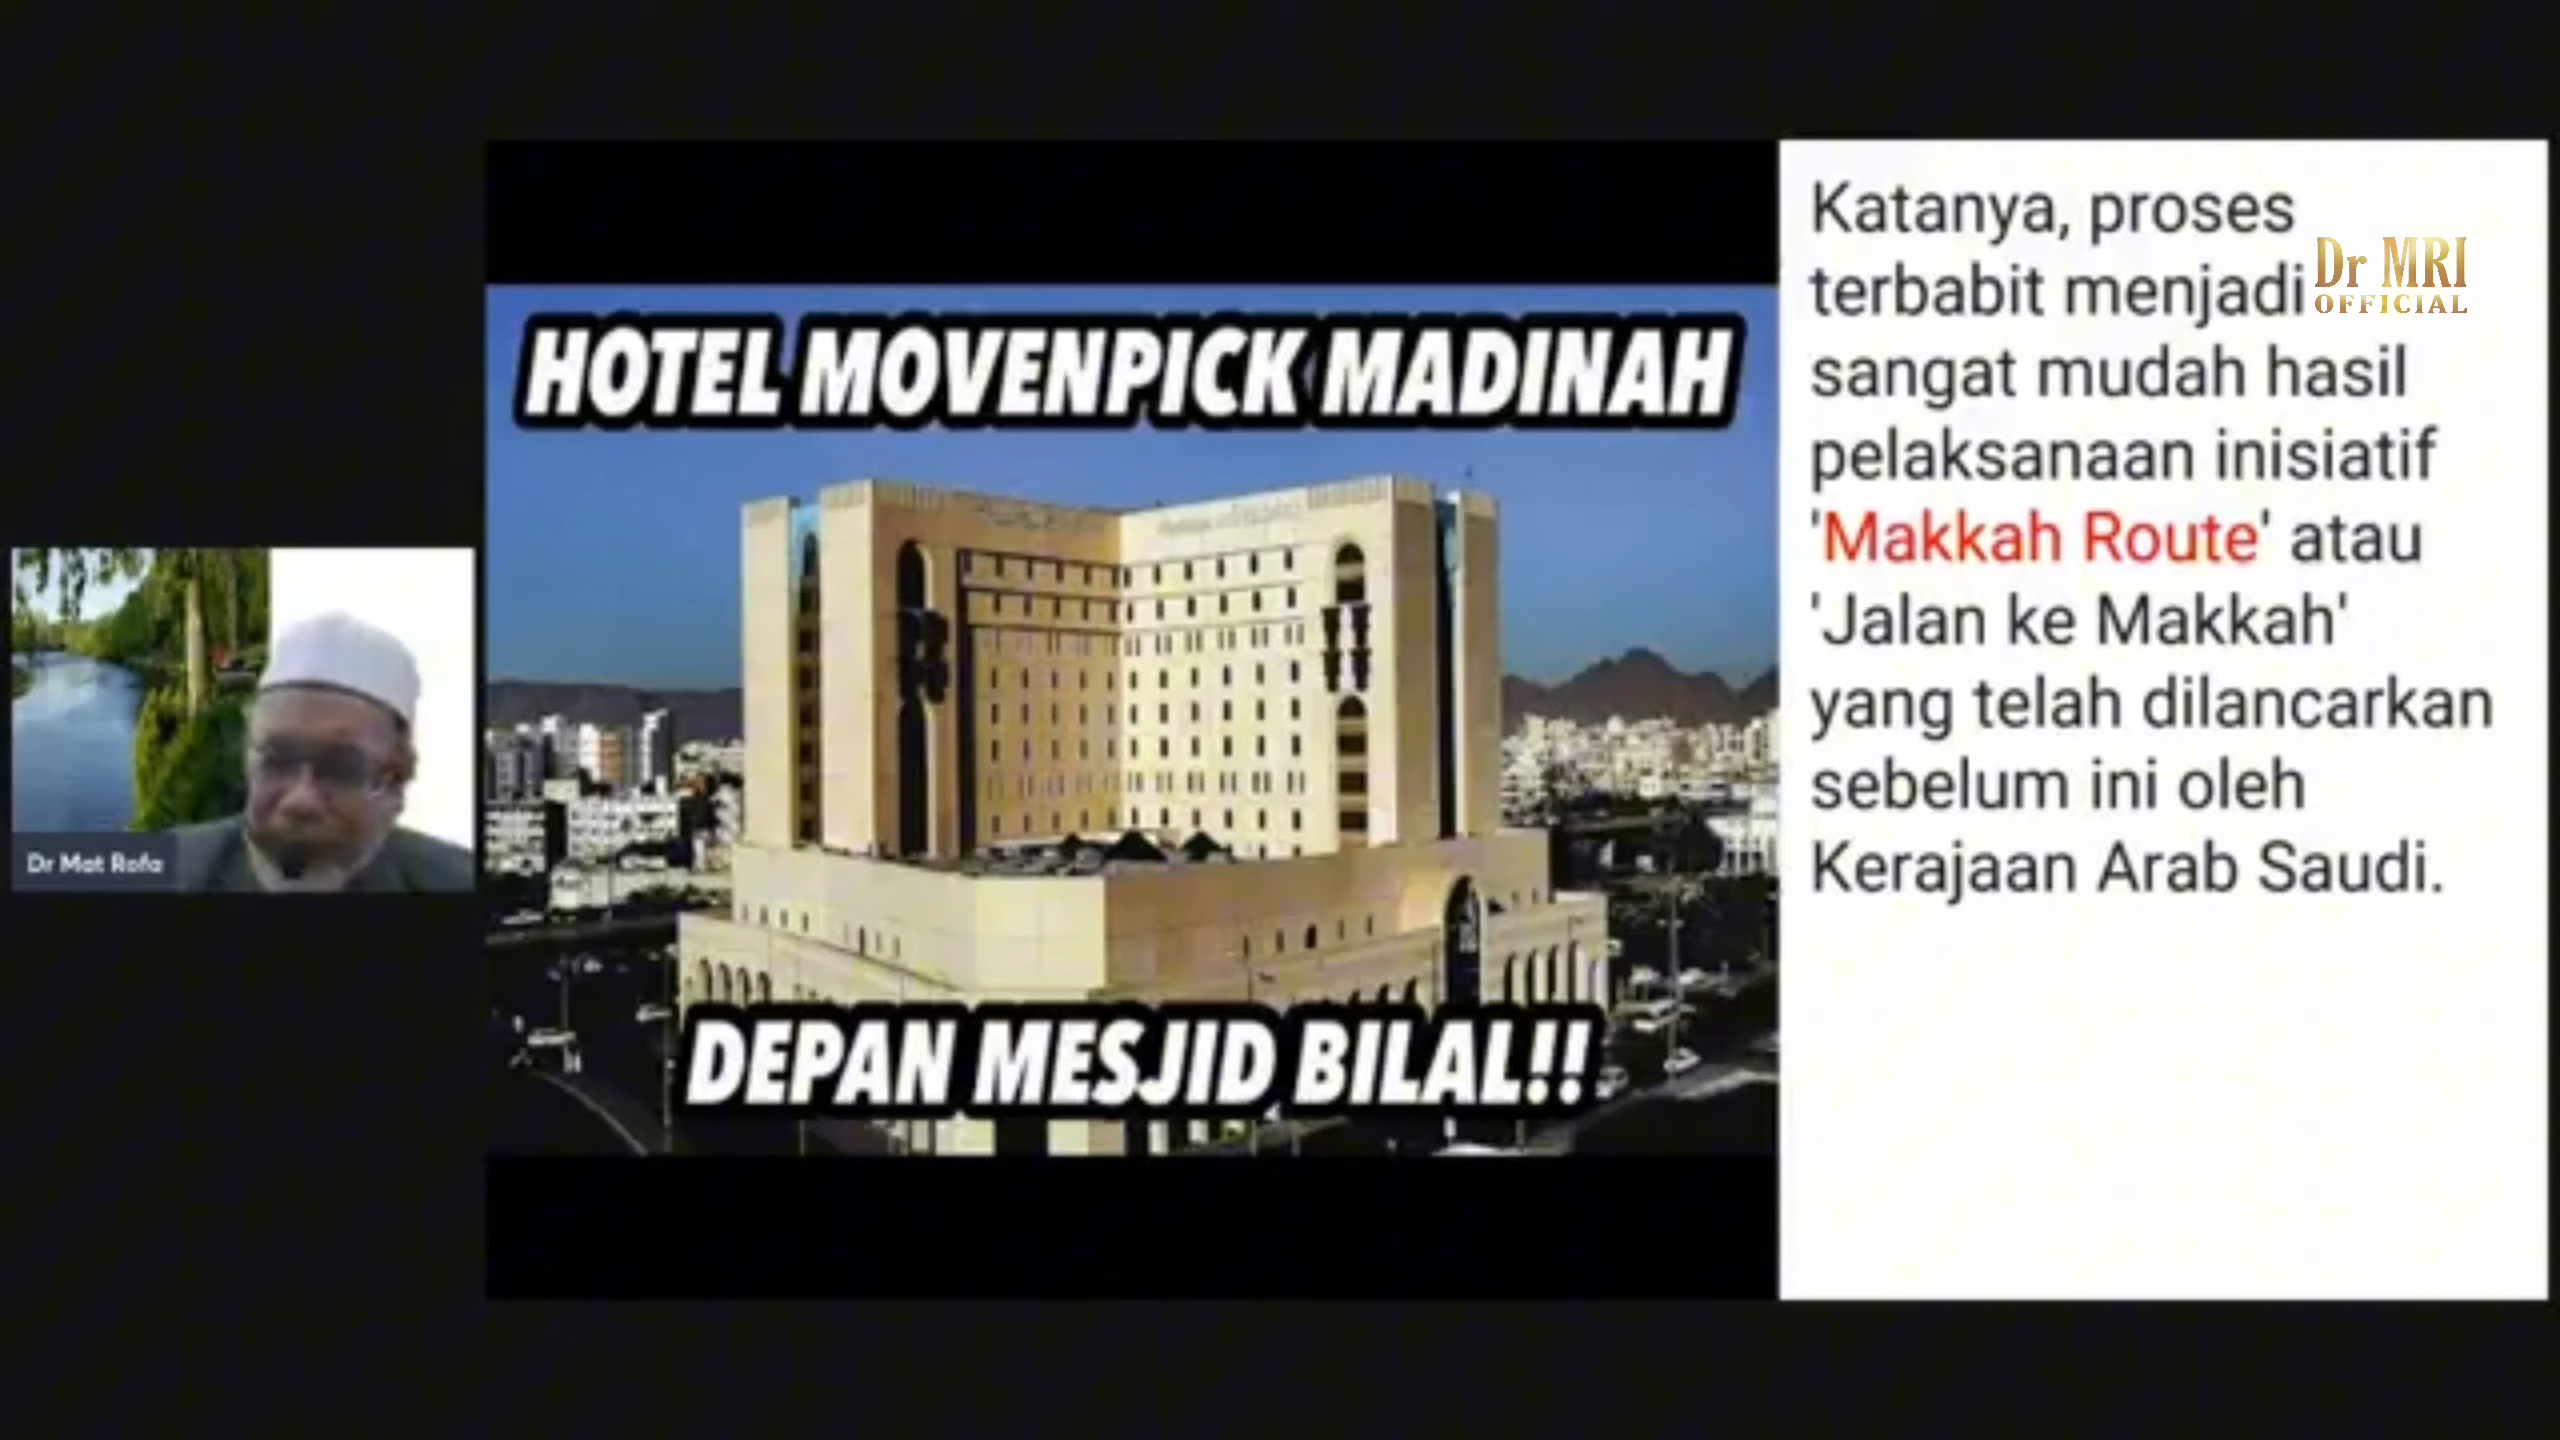 HOTEL MOVENPICK MADINAH
DEPAN MESJID BILAL!!
Dr Mat Rofa
Katanya, proses
terbabit menjadi
sangat mudah hasil
pelaksanaan inisiatif
'Makkah Route' atau
'Jalan ke Makkah'
yang telah dilancarkan
sebelum ini oleh
Kerajaan Arab Saudi.
Dr MRI
OFFICIAL